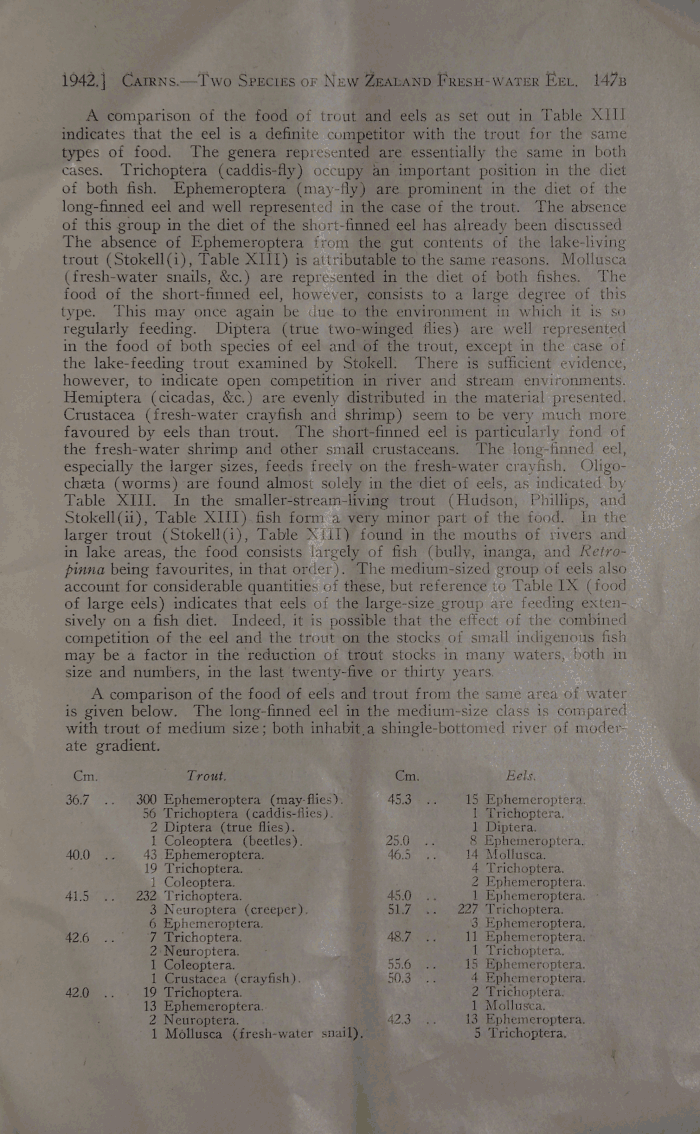 1942.] CAIRNS.—TWO SPECIES OF NEW ZEALAND FRESH-WATER EEL. 147B
A comparison of the food of trout and eels as set out in Table XIII
indicates that the eel is a definite competitor with the trout for the same
types of food. The genera represented are essentially the same in both
cases. Trichoptera (caddis-fly) occupy an important position in the diet
of both fish. Ephemeroptera (may-fly) are prominent in the diet of the
long-finned eel and well represented in the case of the trout. The absence
of this group in the diet of the short-finned eel has already been discussed
The absence of Ephemeroptera from the gut contents of the lake-living
trout (Stokell(i), Table XIII) is attributable to the same reasons. Mollusca
(fresh-water snails, &c.) are represented in the diet of both fishes. The
food of the short-finned eel, however, consists to a large degree of this
type. This may once again be due to the environment in which it is so
regularly feeding. Diptera (true two-winged flies) are well represented
in the food of both species of eel and of the trout, except in the case of
the lake-feeding trout examined by Stokell. There is sufficient evidence,
however, to indicate open competition in river and stream environments.
Hemiptera (cicadas, &c.) are evenly distributed in the material presented.
Crustacea (fresh-water crayfish and shrimp) seem to be very much more
favoured by eels than trout. The short-finned eel is particularly fond of
the fresh-water shrimp and other small crustaceans. The long-finned eel,
especially the larger sizes, feeds freely on the fresh-water crayfish. Oligo-
chæta (worms) are found almost solely in the diet of eels, as indicated by
Table XIII. In the smaller-stream-living trout (Hudson, Phillips, and
Stokell(ii), Table XIII) fish form a very minor part of the food. In the
larger trout (Stokell(i), Table XIII) found in the mouths of rivers and
in lake areas, the food consists largely of fish (bully, inanga, and Retro-
pinna being favourites, in that order). The medium-sized group of eels also
account for considerable quantities of these, but reference to Table IX (food
of large eels) indicates that eels of the large-size group are feeding exten-
sively on a fish diet. Indeed, it is possible that the effect of the combined
competition of the eel and the trout on the stocks of small indigenous fish
may be a factor in the reduction of trout stocks in many waters, both in
size and numbers, in the last twenty-five or thirty years.
A comparison of the food of eels and trout from the same area of water
is given below. The long-finned eel in the medium-size class is compared
with trout of medium size; both inhabit a shingle-bottomed river of moder-
ate gradient.
Cm. Trout. Cm. Eels.
36.7 .. 300 Ephemeroptera (may-flies). 45.3 .. 15 Ephemeroptera.
56 Trichoptera (caddis-flies). 1 Trichoptera.
2 Diptera (true flies). 1 Diptera.
1 Coleoptera (beetles). 25.0 .. 8 Ephemeroptera.
40.0 .. 43 Ephemeroptera. 46.5 .. 14 Mollusca.
19 Trichoptera. 4 Trichoptera.
1 Coleoptera. 2 Ephemeroptera.
41.5 .. 232 Trichoptera. 45.0 .. 1 Ephemeroptera.
3 Neuroptera (creeper). 51.7 .. 227 Trichoptera.
6 Ephemeroptera. 3 Ephemeroptera.
42.6 .. 7 Trichoptera. 48.7 .. 11 Ephemeroptera.
2 Neuroptera. 1 Trichoptera.
1 Coleoptera. 55.6 .. 15 Ephemeroptera.
1 Crustacea (crayfish). 50.3 .. 4 Ephemeroptera.
42.0 .. 19 Trichoptera. 2 Trichoptera.
13 Ephemeroptera. 1 Mollusca.
2 Neuroptera. 42.3 .. 13 Ephemeroptera.
1 Mollusca (fresh-water snail). 5 Trichoptera.